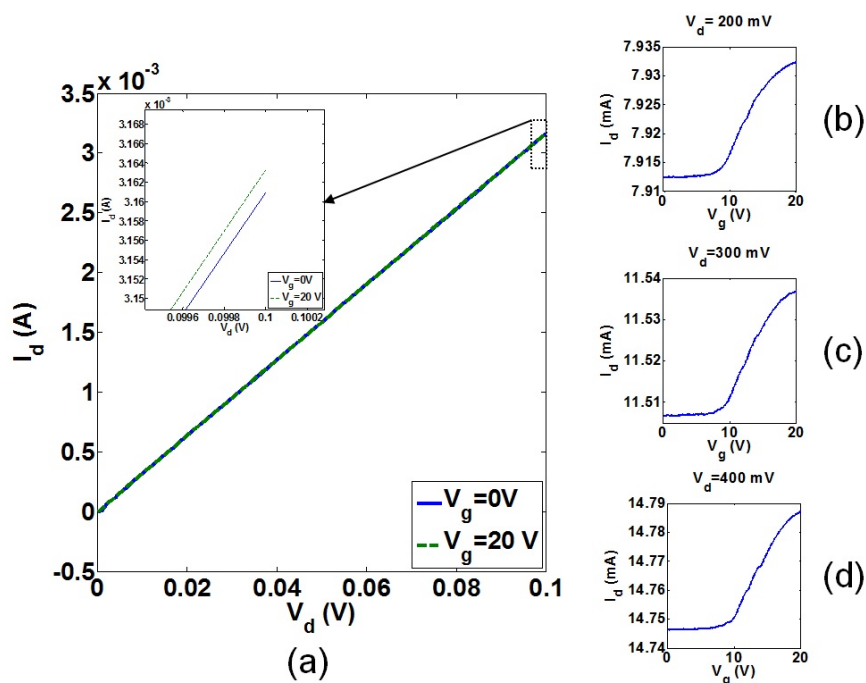 x 10⁻³
3.5
3
2.5
2
1.5
1
0.5
0
-0.5
I_d (A)
0 0.02 0.04 0.06 0.08 0.1
V_d (V)
V_g=0V
V_g=20 V
3.168
3.166
3.164
3.162
3.16
3.158
3.156
3.154
3.152
3.15
I_d (A)
0.0996 0.0998 0.1 0.1002
V_d (V)
V_g=0V
V_g=20 V
(a)
V_d= 200 mV
7.935
7.93
7.925
7.92
7.915
7.91
I_d (mA)
0 10 20
V_g (V)
(b)
V_d=300 mV
11.54
11.53
11.52
11.51
I_d (mA)
0 10 20
V_g (V)
(c)
V_d=400 mV
14.79
14.78
14.77
14.76
14.75
14.74
I_d (mA)
0 10 20
V_g (V)
(d)